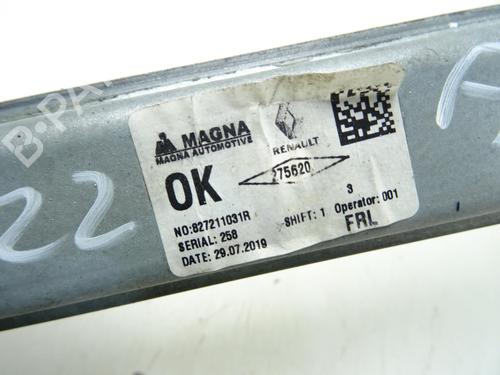 MAGNA
MAGNA AUTOMOTIVE
RENAULT
OK
275620
3
NO:827211031R
SHIFT: 1 Operator: 001
SERIAL: 258
FRL
DATE: 29.07.2019
22
A
B-PA